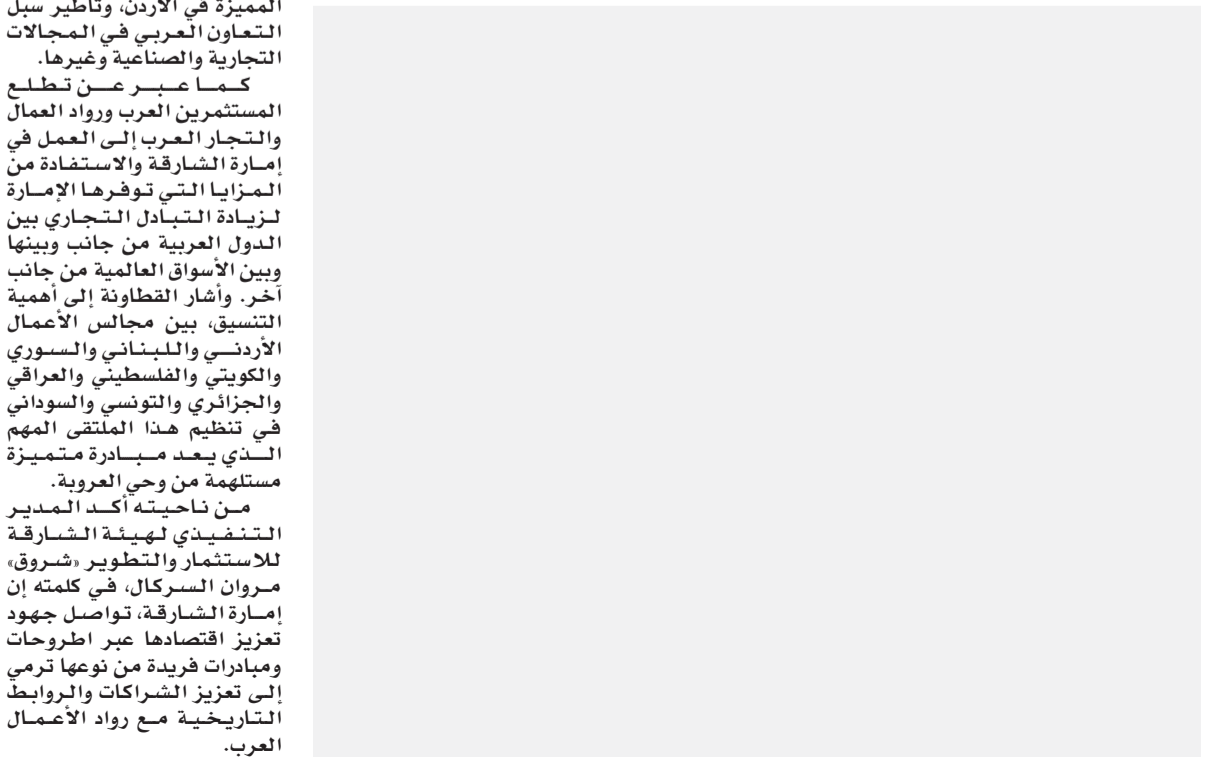 المميزة في الأردن، وتأطير سبل
التعاون العربي في المجالات
التجارية والصناعية وغيرها.
كما عبر عن تطلع
المستثمرين العرب ورواد العمال
والتجار العرب إلى العمل في
إمارة الشارقة والاستفادة من
المزايا التي توفرها الإمارة
لزيادة التبادل التجاري بين
الدول العربية من جانب وبينها
وبين الأسواق العالمية من جانب
آخر. وأشار القطاونة إلى أهمية
التنسيق، بين مجالس الأعمال
الأردني واللبناني والسوري
والكويتي والفلسطيني والعراقي
والجزائري والتونسي والسوداني
في تنظيم هذا الملتقى المهم
الذي يعد مبادرة متميزة
مستلهمة من وحي العروبة.
من ناحيته أكد المدير
التنفيذي لهيئة الشارقة
للاستثمار والتطوير «شروق»
مروان السركال، في كلمته إن
إمارة الشارقة، تواصل جهود
تعزيز اقتصادها عبر اطروحات
ومبادرات فريدة من نوعها ترمي
إلى تعزيز الشراكات والروابط
التاريخية مع رواد الأعمال
العرب.